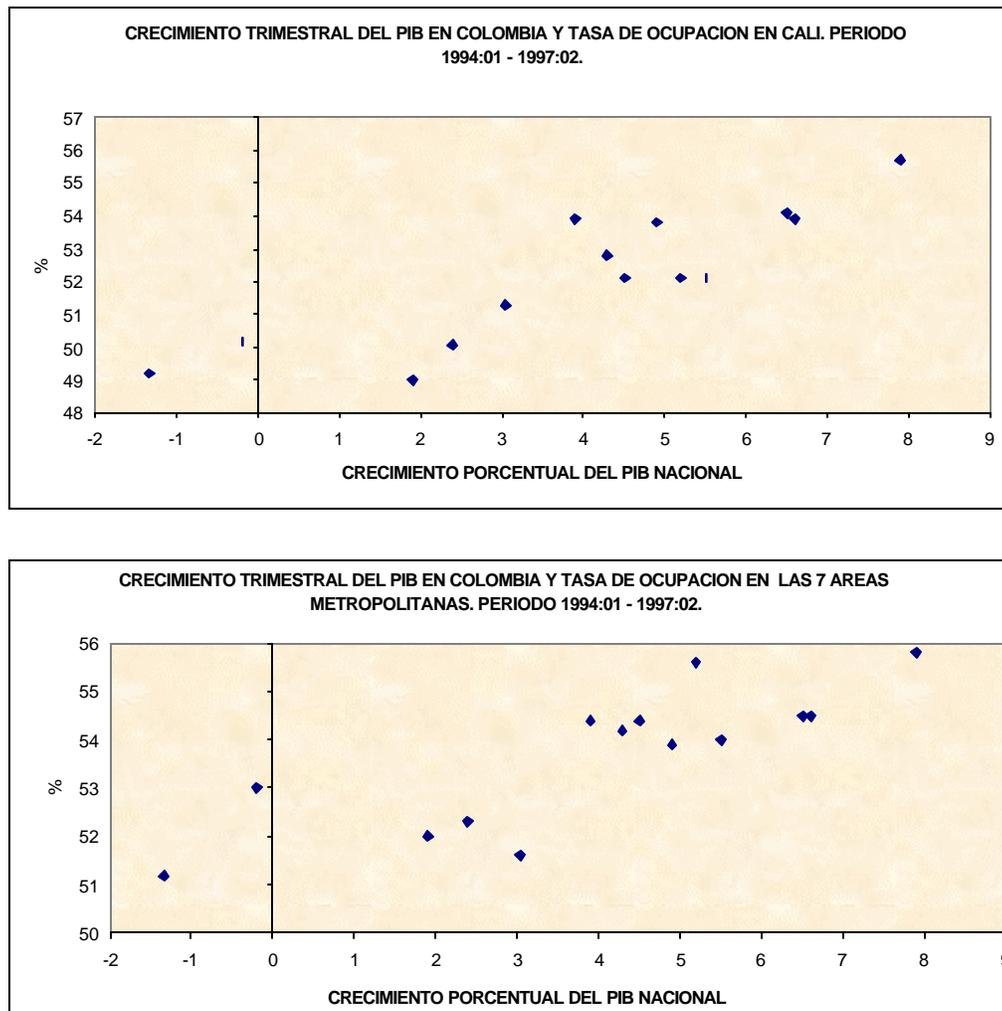 CRECIMIENTO TRIMESTRAL DEL PIB EN COLOMBIA Y TASA DE OCUPACION EN CALI. PERIODO
1994:01 - 1997:02.
57
56
55
54
53
52
51
50
49
48
%
-2 -1 0 1 2 3 4 5 6 7 8 9
CRECIMIENTO PORCENTUAL DEL PIB NACIONAL
CRECIMIENTO TRIMESTRAL DEL PIB EN COLOMBIA Y TASA DE OCUPACION EN LAS 7 AREAS
METROPOLITANAS. PERIODO 1994:01 - 1997:02.
56
55
54
53
52
51
50
%
-2 -1 0 1 2 3 4 5 6 7 8 9
CRECIMIENTO PORCENTUAL DEL PIB NACIONAL